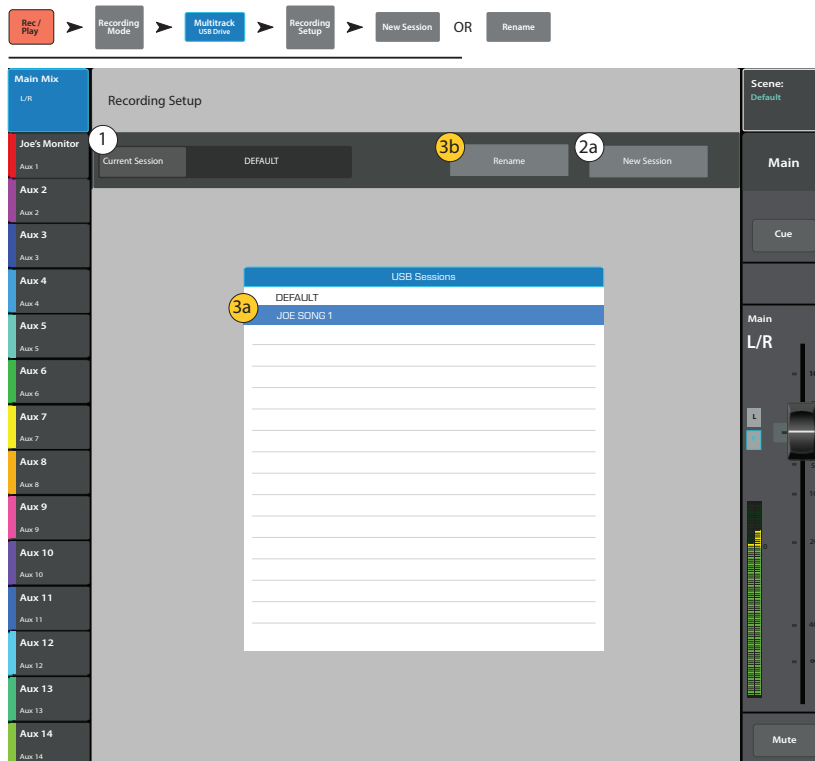 Rec / Play
Recording Mode
Multitrack USB Drive
Recording Setup
New Session
OR
Rename
Main Mix
L/R
Recording Setup
Scene:
Default
1
Current Session
DEFAULT
3b
Rename
2a
New Session
Joe's Monitor
Aux 1
Aux 2
Aux 2
Aux 3
Aux 3
Aux 4
Aux 4
Aux 5
Aux 5
Aux 6
Aux 6
Aux 7
Aux 7
Aux 8
Aux 8
Aux 9
Aux 9
Aux 10
Aux 10
Aux 11
Aux 11
Aux 12
Aux 12
Aux 13
Aux 13
Aux 14
Aux 14
USB Sessions
DEFAULT
3a
JOE SONG 1
Main
Cue
Main
L/R
L
0
Mute